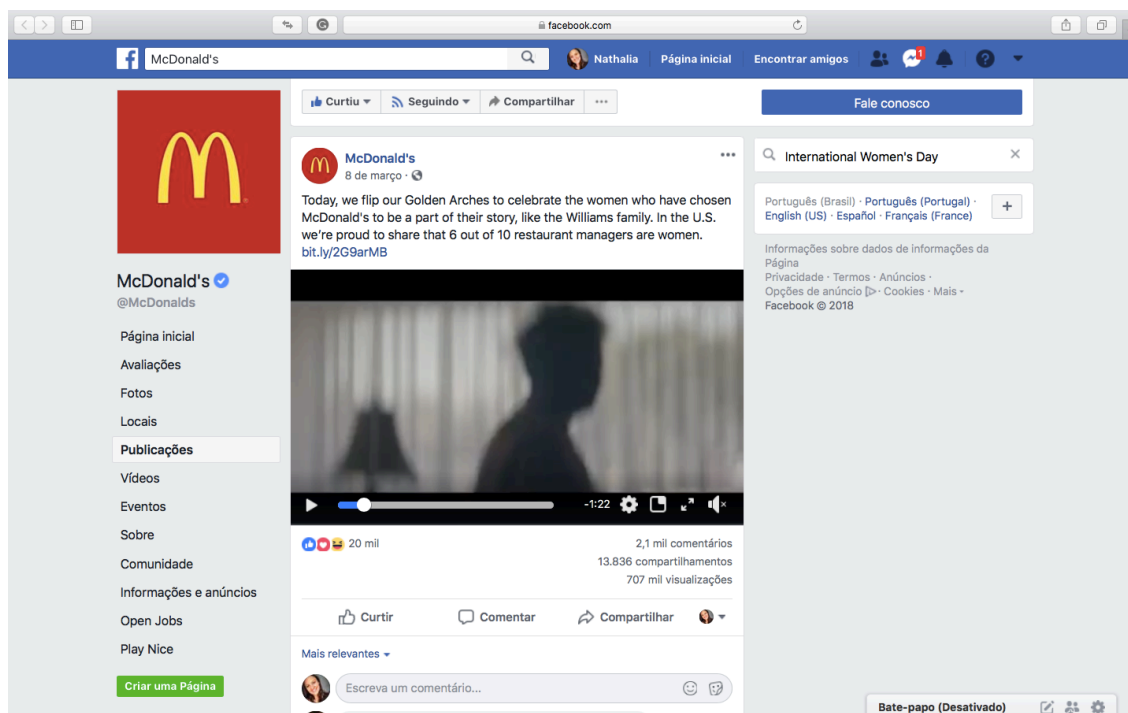 facebook.com
McDonald's
Nathalia
Página inicial
Encontrar amigos
1
Curtiu
Seguindo
Compartilhar
Fale conosco
McDonald's
8 de março ·
Today, we flip our Golden Arches to celebrate the women who have chosen
McDonald's to be a part of their story, like the Williams family. In the U.S.
we're proud to share that 6 out of 10 restaurant managers are women.
bit.ly/2G9arMB
-1:22
20 mil
2,1 mil comentários
13.836 compartilhamentos
707 mil visualizações
Curtir
Comentar
Compartilhar
Mais relevantes
Escreva um comentário...
McDonald's
@McDonalds
Página inicial
Avaliações
Fotos
Locais
Publicações
Vídeos
Eventos
Sobre
Comunidade
Informações e anúncios
Open Jobs
Play Nice
Criar uma Página
International Women's Day
Português (Brasil) · Português (Portugal) ·
English (US) · Español · Français (France)
Informações sobre dados de informações da
Página
Privacidade · Termos · Anúncios ·
Opções de anúncio · Cookies · Mais
Facebook © 2018
Bate-papo (Desativado)